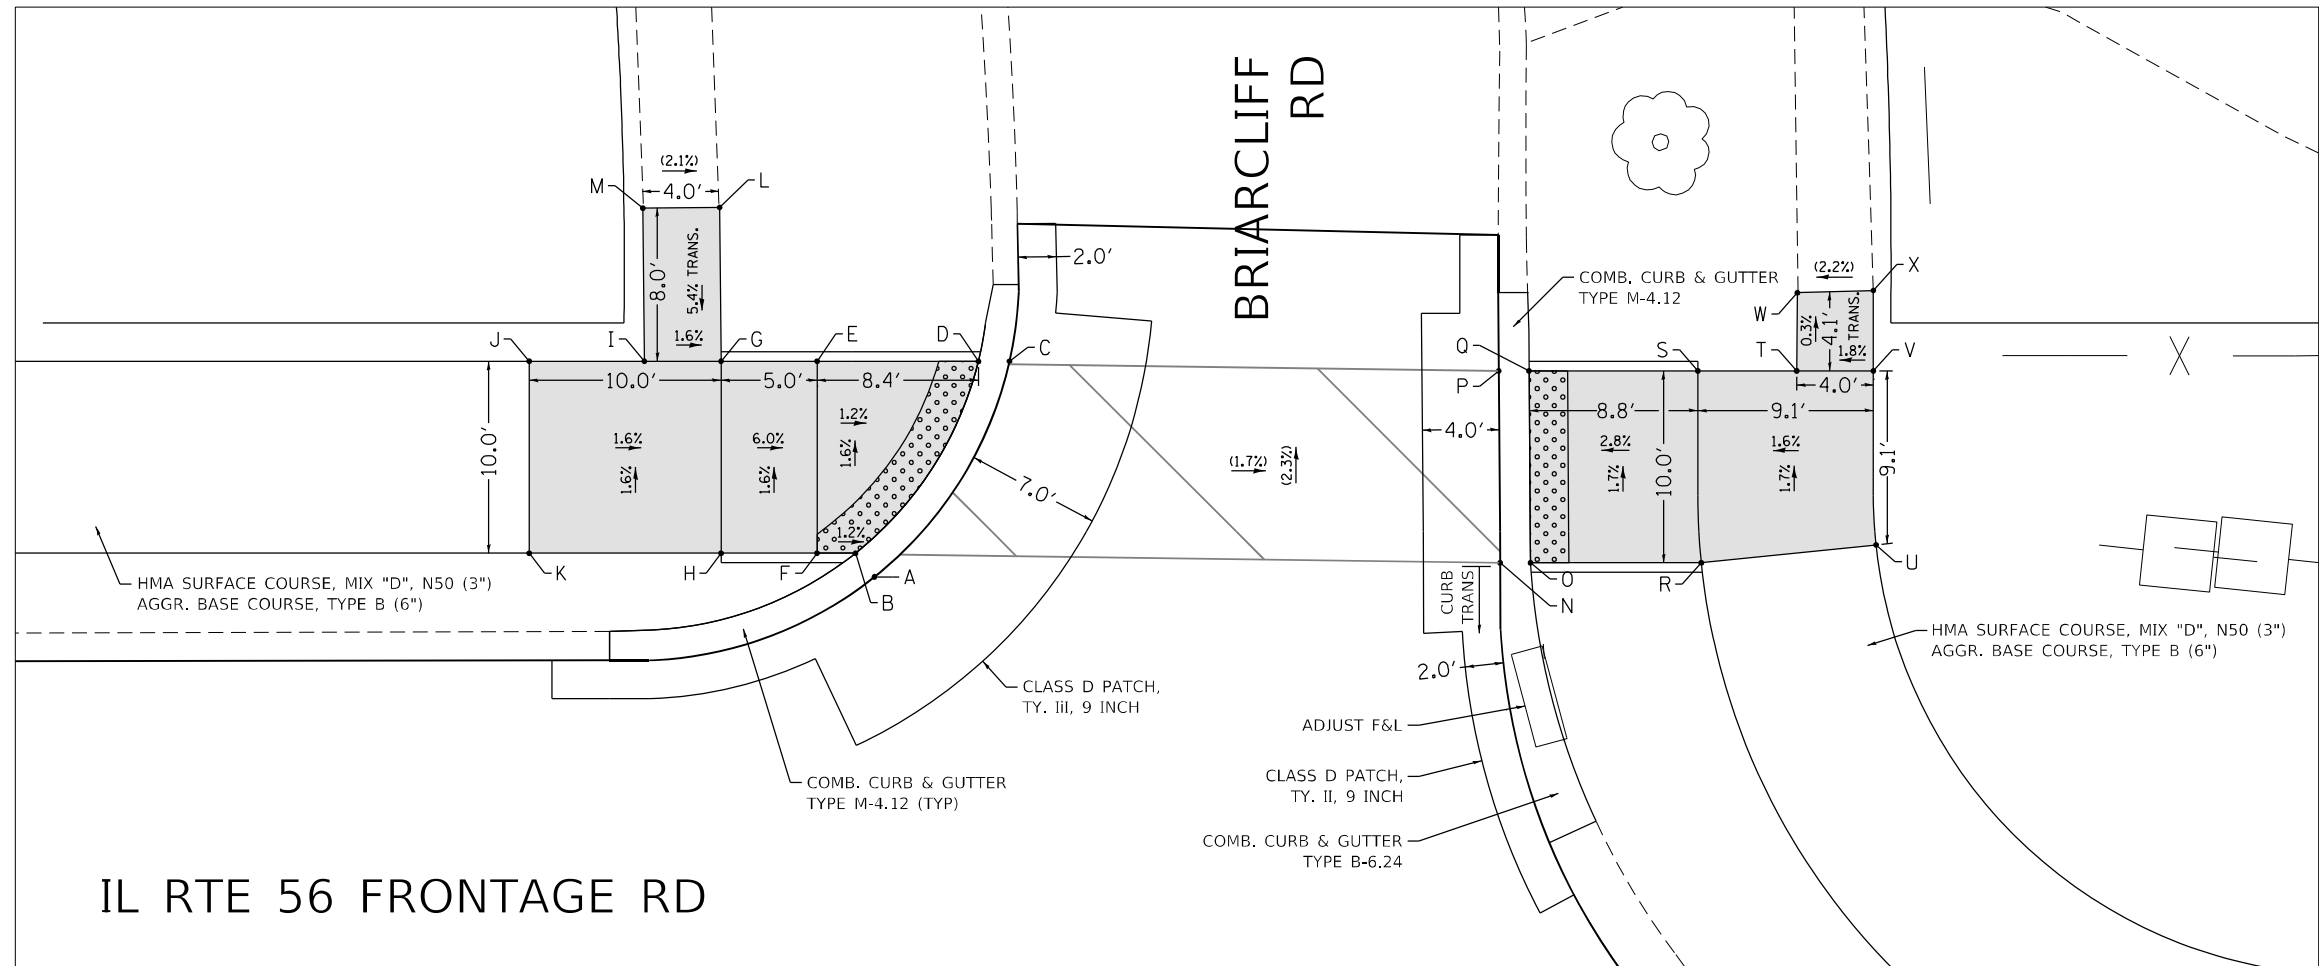 BRIARCLIFF
RD
(2.1%)
M
4.0'
L
8.0'
5.4% TRANS.
1.6%
J
I
G
E
D
C
10.0'
5.0'
8.4'
10.0'
1.6%
1.6%
6.0%
1.6%
1.2%
1.6%
1.2%
K
H
F
B
A
HMA SURFACE COURSE, MIX "D", N50 (3")
AGGR. BASE COURSE, TYPE B (6")
2.0'
7.0'
(1.7%)
(2.3%)
4.0'
COMB. CURB & GUTTER
TYPE M-4.12
(2.2%)
X
W
0.3%
4.1'
TRANS.
1.8%
Q
S
T
V
P
4.0'
8.8'
9.1'
2.8%
1.7%
10.0'
1.6%
1.7%
9.1'
O
N
R
U
CURB
TRANS
2.0'
HMA SURFACE COURSE, MIX "D", N50 (3")
AGGR. BASE COURSE, TYPE B (6")
CLASS D PATCH,
TY. IiI, 9 INCH
ADJUST F&L
CLASS D PATCH,
TY. II, 9 INCH
COMB. CURB & GUTTER
TYPE M-4.12 (TYP)
COMB. CURB & GUTTER
TYPE B-6.24
IL RTE 56 FRONTAGE RD